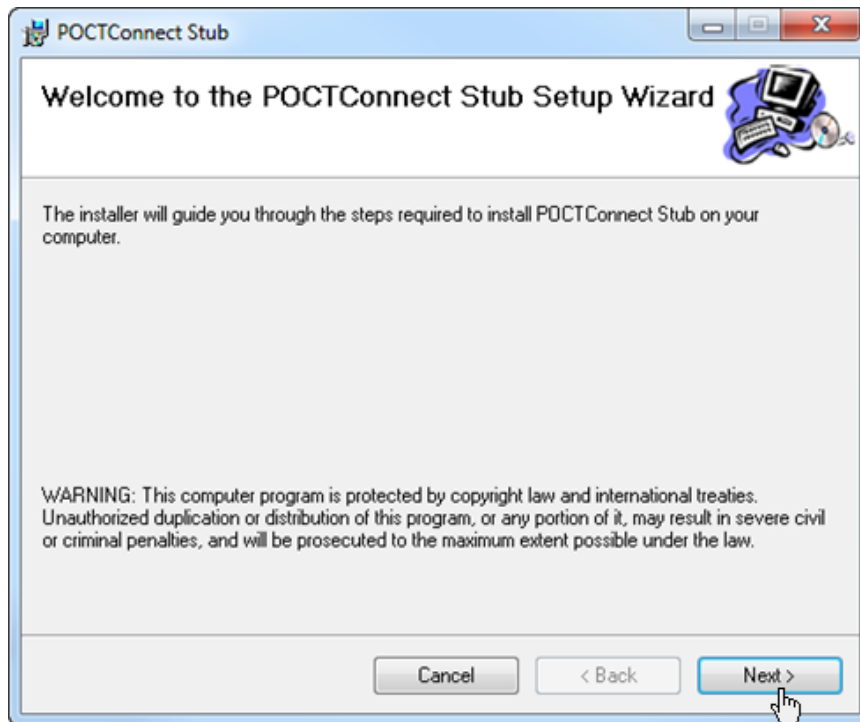 POCTConnect Stub
Welcome to the POCTConnect Stub Setup Wizard
The installer will guide you through the steps required to install POCTConnect Stub on your
computer.
WARNING: This computer program is protected by copyright law and international treaties.
Unauthorized duplication or distribution of this program, or any portion of it, may result in severe civil
or criminal penalties, and will be prosecuted to the maximum extent possible under the law.
Cancel < Back Next >